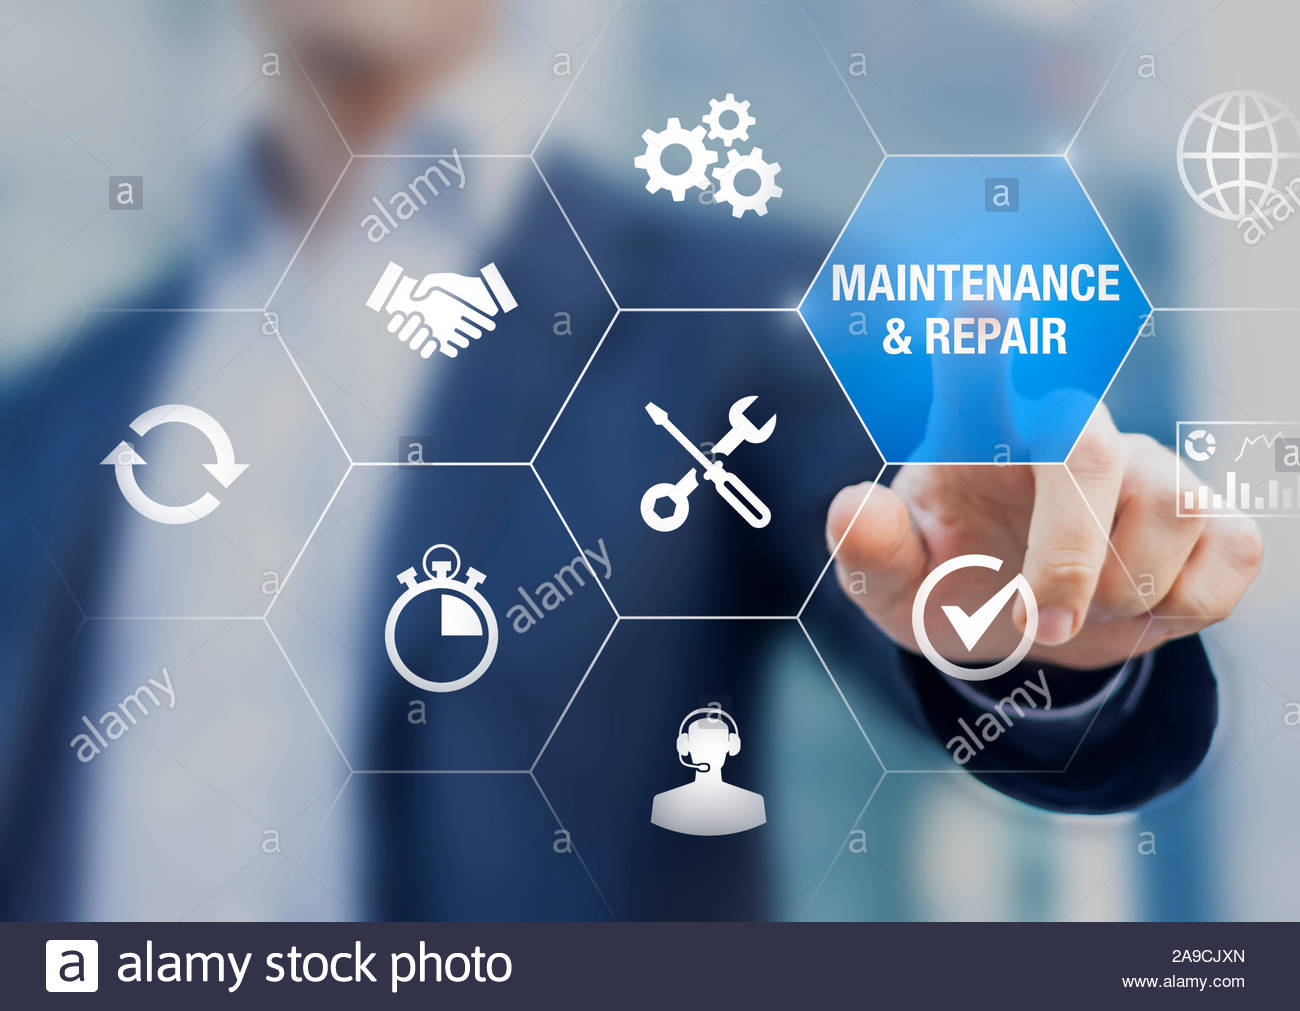 MAINTENANCE
& REPAIR
alamy
alamy
alamy
alamy
alamy
a alamy stock photo
2A9CJXN
www.alamy.com